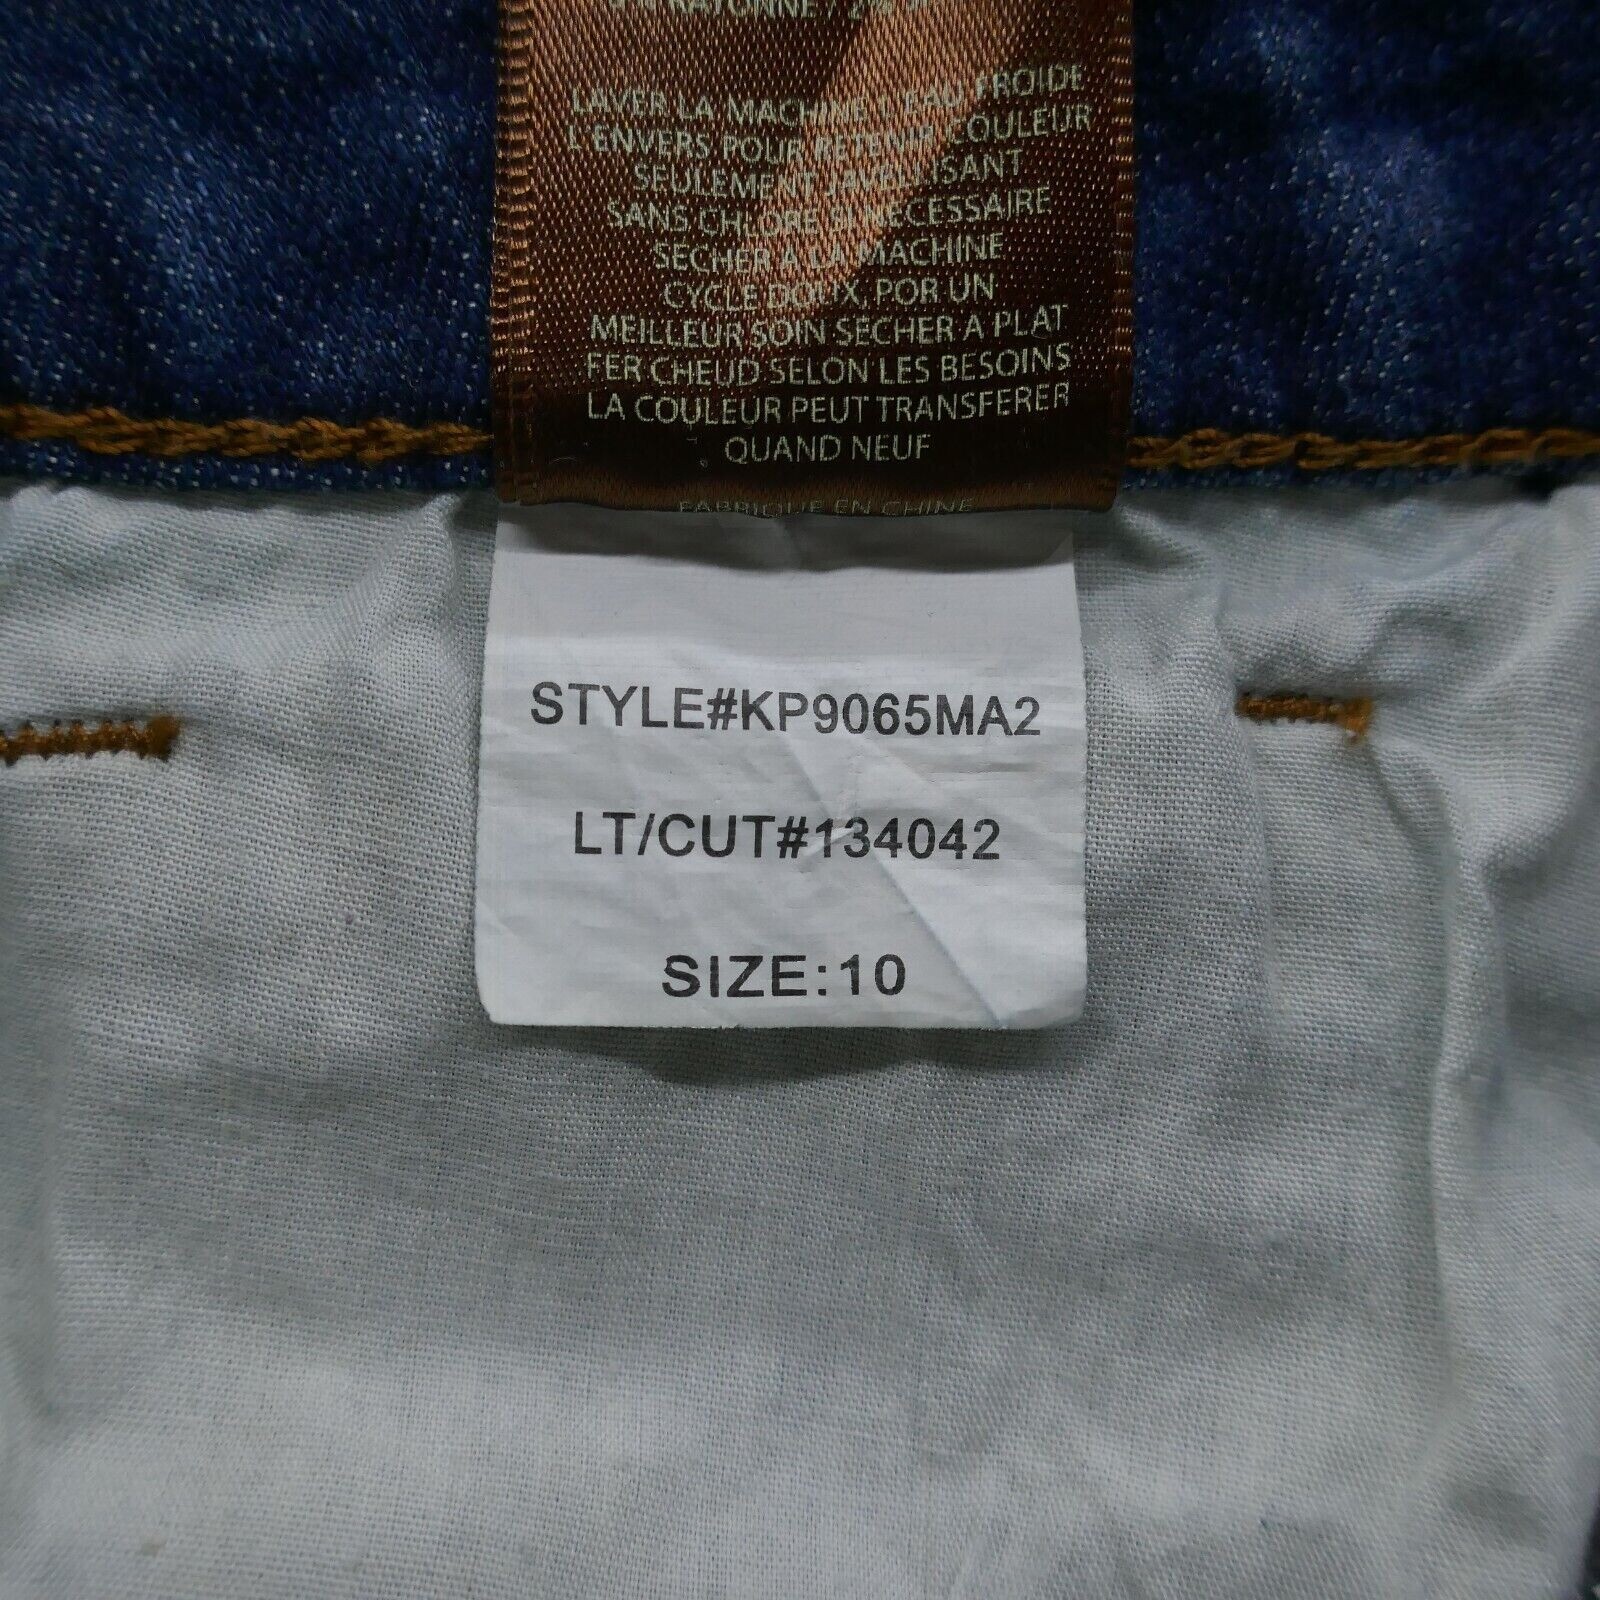 RAYONNE / 2%
LAVER LA MACHINE L'EAU FROIDE
L'ENVERS POUR RETENIR COULEUR
SEULEMENT JAVELLISANT
SANS CHLORE SI NECESSAIRE
SECHER A LA MACHINE
CYCLE DOUX, POR UN
MEILLEUR SOIN SECHER A PLAT
FER CHEUD SELON LES BESOINS
LA COULEUR PEUT TRANSFERER
QUAND NEUF
FABRIQUE EN CHINE
STYLE#KP9065MA2
LT/CUT#134042
SIZE:10